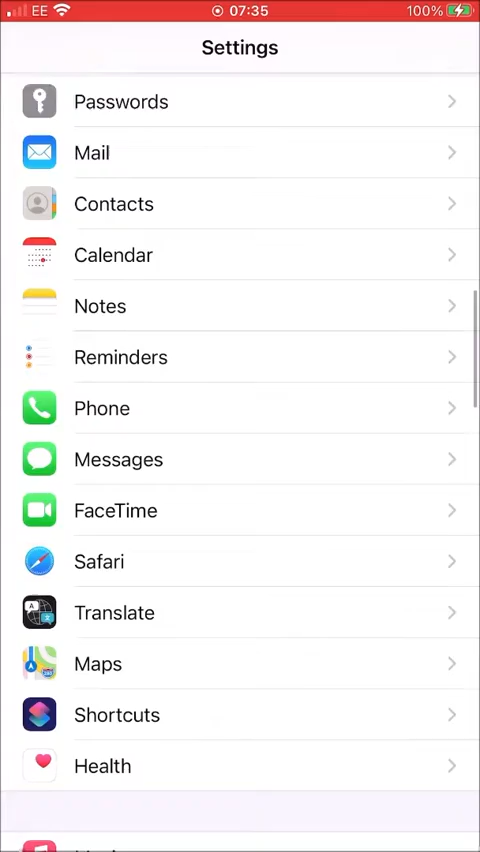 EE 07:35 100%
Settings
Passwords
Mail
Contacts
Calendar
Notes
Reminders
Phone
Messages
FaceTime
Safari
Translate
Maps
Shortcuts
Health